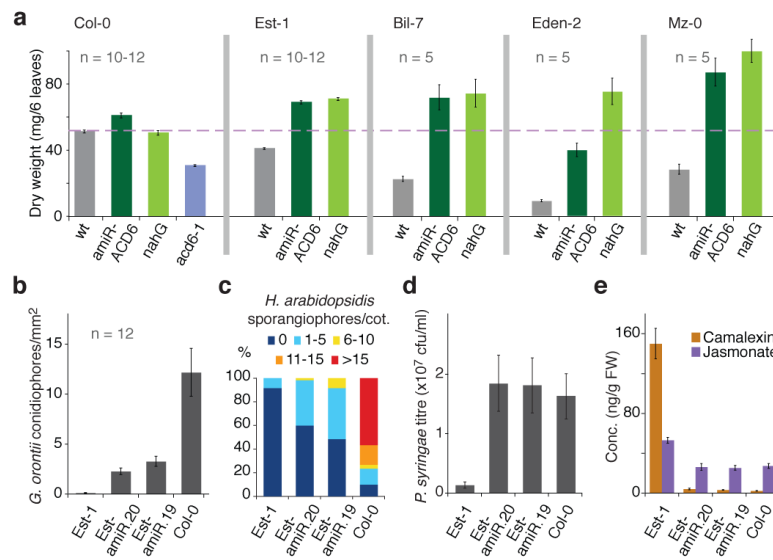 a
Col-0
Est-1
Bil-7
Eden-2
Mz-0
n = 10-12
n = 10-12
n = 5
n = 5
n = 5
Dry weight (mg/6 leaves)
80
40
0
wt
amiR-
ACD6
nahG
acd6-1
wt
amiR-
ACD6
nahG
wt
amiR-
ACD6
nahG
wt
amiR-
ACD6
nahG
wt
amiR-
ACD6
nahG
b
n = 12
G. orontii conidiophores/mm2
15
10
5
0
Est-1
Est-
amiR.20
Est-
amiR.19
Col-0
c
H. arabidopsidis
sporangiophores/cot.
0 1-5 6-10
11-15 >15
%
100
80
60
40
20
0
Est-1
Est-
amiR.20
Est-
amiR.19
Col-0
d
P. syringae titre (x107 cfu/ml)
2
1
0
Est-1
Est-
amiR.20
Est-
amiR.19
Col-0
e
Camalexin
Jasmonate
Conc. (ng/g FW)
160
80
0
Est-1
Est-
amiR.20
Est-
amiR.19
Col-0